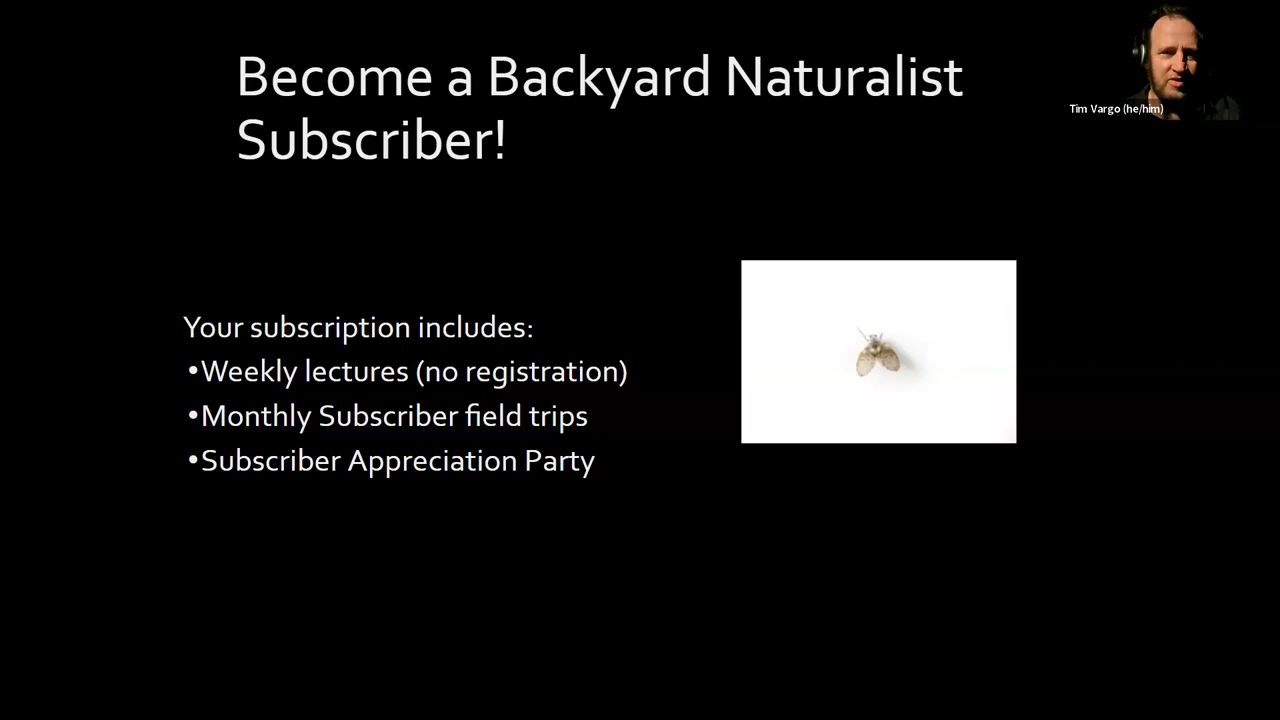 Become a Backyard Naturalist
Subscriber!
Tim Vargo (he/him)
Your subscription includes:
•Weekly lectures (no registration)
•Monthly Subscriber field trips
•Subscriber Appreciation Party